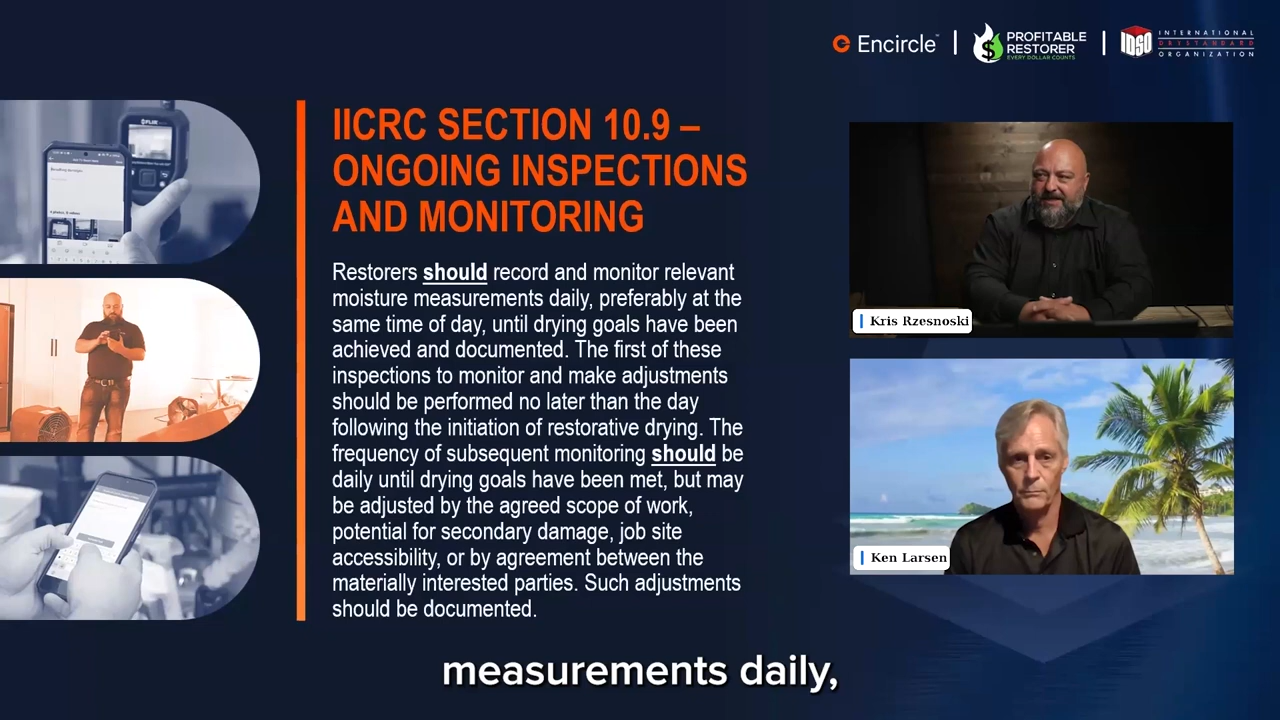 Encircle
PROFITABLE
RESTORER
EVERY DOLLAR COUNTS
IDSO
INTERNATIONAL
DRYSTANDARD
ORGANIZATION
IICRC SECTION 10.9 –
ONGOING INSPECTIONS
AND MONITORING
Restorers should record and monitor relevant
moisture measurements daily, preferably at the
same time of day, until drying goals have been
achieved and documented. The first of these
inspections to monitor and make adjustments
should be performed no later than the day
following the initiation of restorative drying. The
frequency of subsequent monitoring should be
daily until drying goals have been met, but may
be adjusted by the agreed scope of work,
potential for secondary damage, job site
accessibility, or by agreement between the
materially interested parties. Such adjustments
should be documented.
Kris Rzesnoski
Ken Larsen
measurements daily,